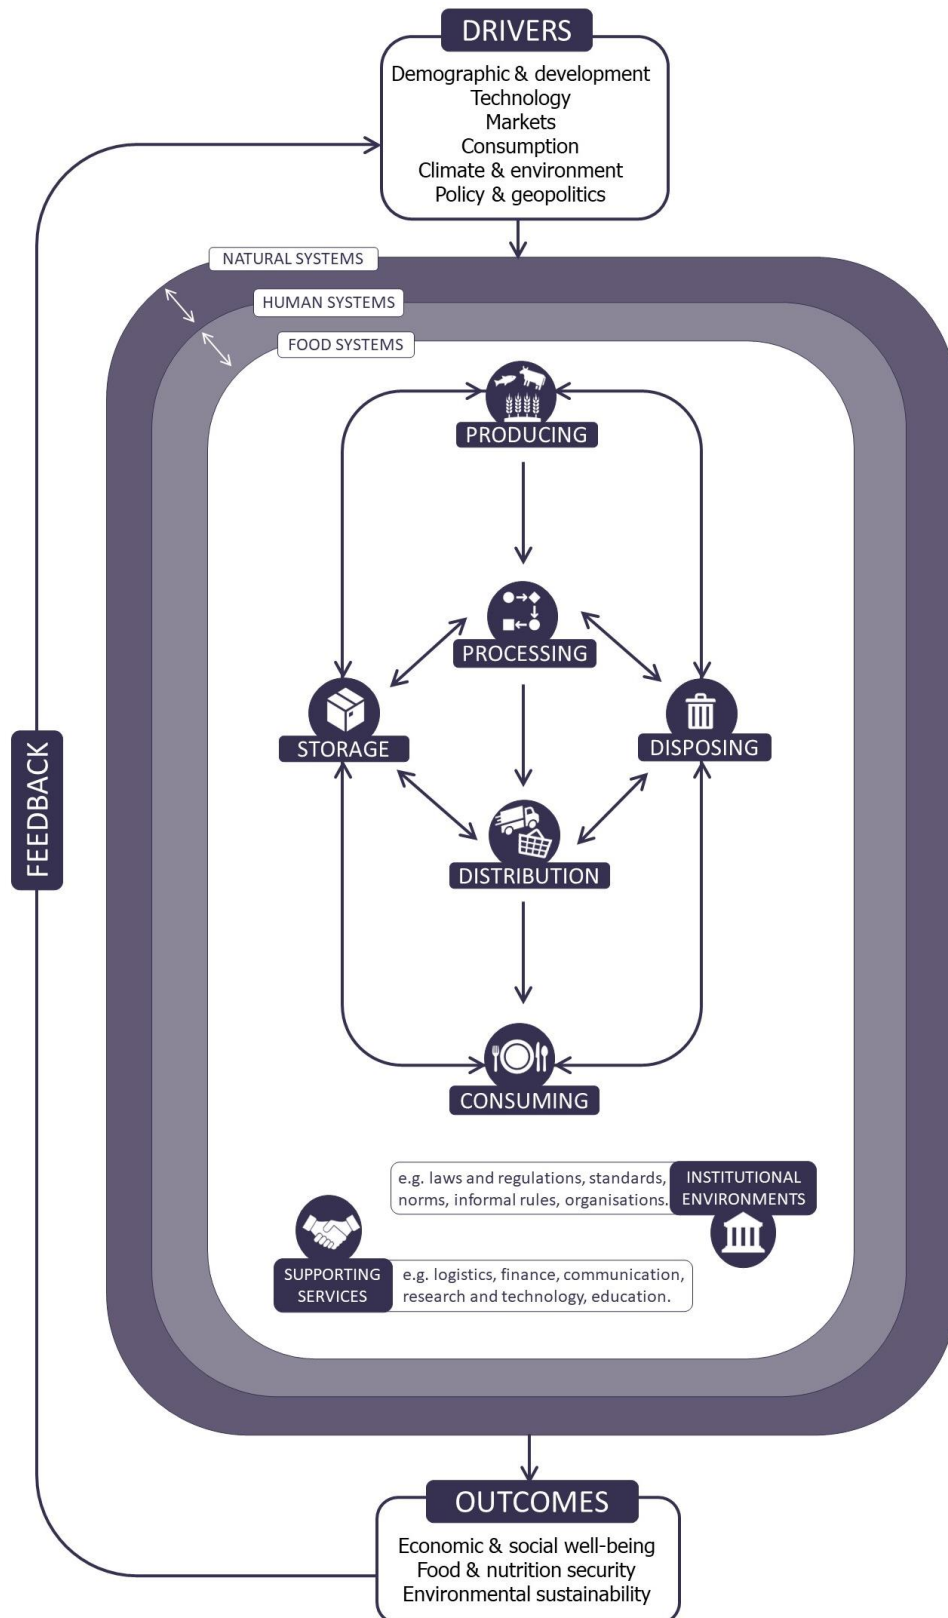 DRIVERS
Demographic & development
Technology
Markets
Consumption
Climate & environment
Policy & geopolitics
NATURAL SYSTEMS
HUMAN SYSTEMS
FOOD SYSTEMS
PRODUCING
PROCESSING
STORAGE
DISPOSING
FEEDBACK
DISTRIBUTION
CONSUMING
e.g. laws and regulations, standards,
norms, informal rules, organisations.
INSTITUTIONAL
ENVIRONMENTS
SUPPORTING
SERVICES
e.g. logistics, finance, communication,
research and technology, education.
OUTCOMES
Economic & social well-being
Food & nutrition security
Environmental sustainability